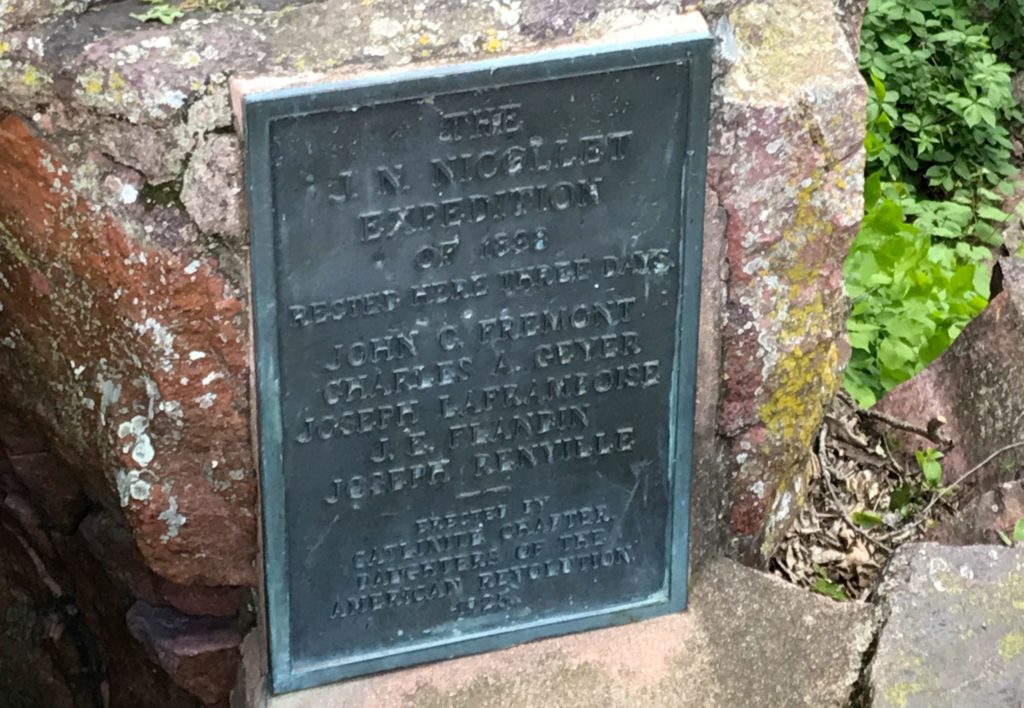 THE
J. N. NICOLLET
EXPEDITION
OF 1838
RESTED HERE THREE DAYS.
JOHN C. FREMONT
CHARLES A. GEYER
JOSEPH LAFRAMBOISE
J. E. FLANDIN
JOSEPH RENVILLE
ERECTED BY
CATLINITE CHAPTER,
DAUGHTERS OF THE
AMERICAN REVOLUTION.